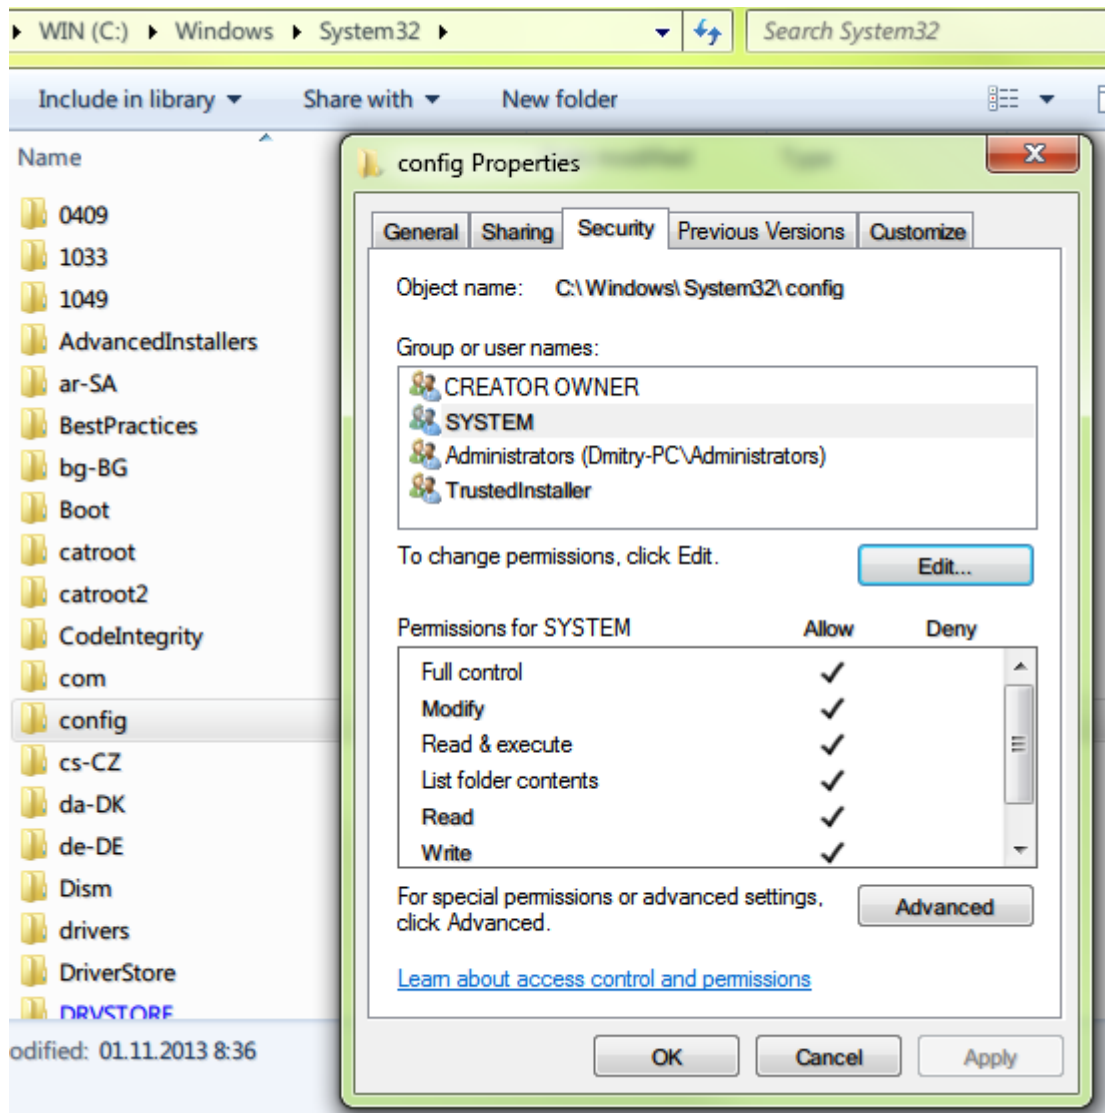 WIN (C:) Windows System32
Search System32
Include in library Share with New folder
Name
0409
1033
1049
AdvancedInstallers
ar-SA
BestPractices
bg-BG
Boot
catroot
catroot2
CodeIntegrity
com
config
cs-CZ
da-DK
de-DE
Dism
drivers
DriverStore
DRVSTORE
odified: 01.11.2013 8:36
config Properties
General Sharing Security Previous Versions Customize
Object name: C:\Windows\System32\config
Group or user names:
CREATOR OWNER
SYSTEM
Administrators (Dmitry-PC\Administrators)
TrustedInstaller
To change permissions, click Edit.
Edit...
Permissions for SYSTEM Allow Deny
Full control
Modify
Read & execute
List folder contents
Read
Write
For special permissions or advanced settings,
click Advanced.
Advanced
Learn about access control and permissions
OK Cancel Apply